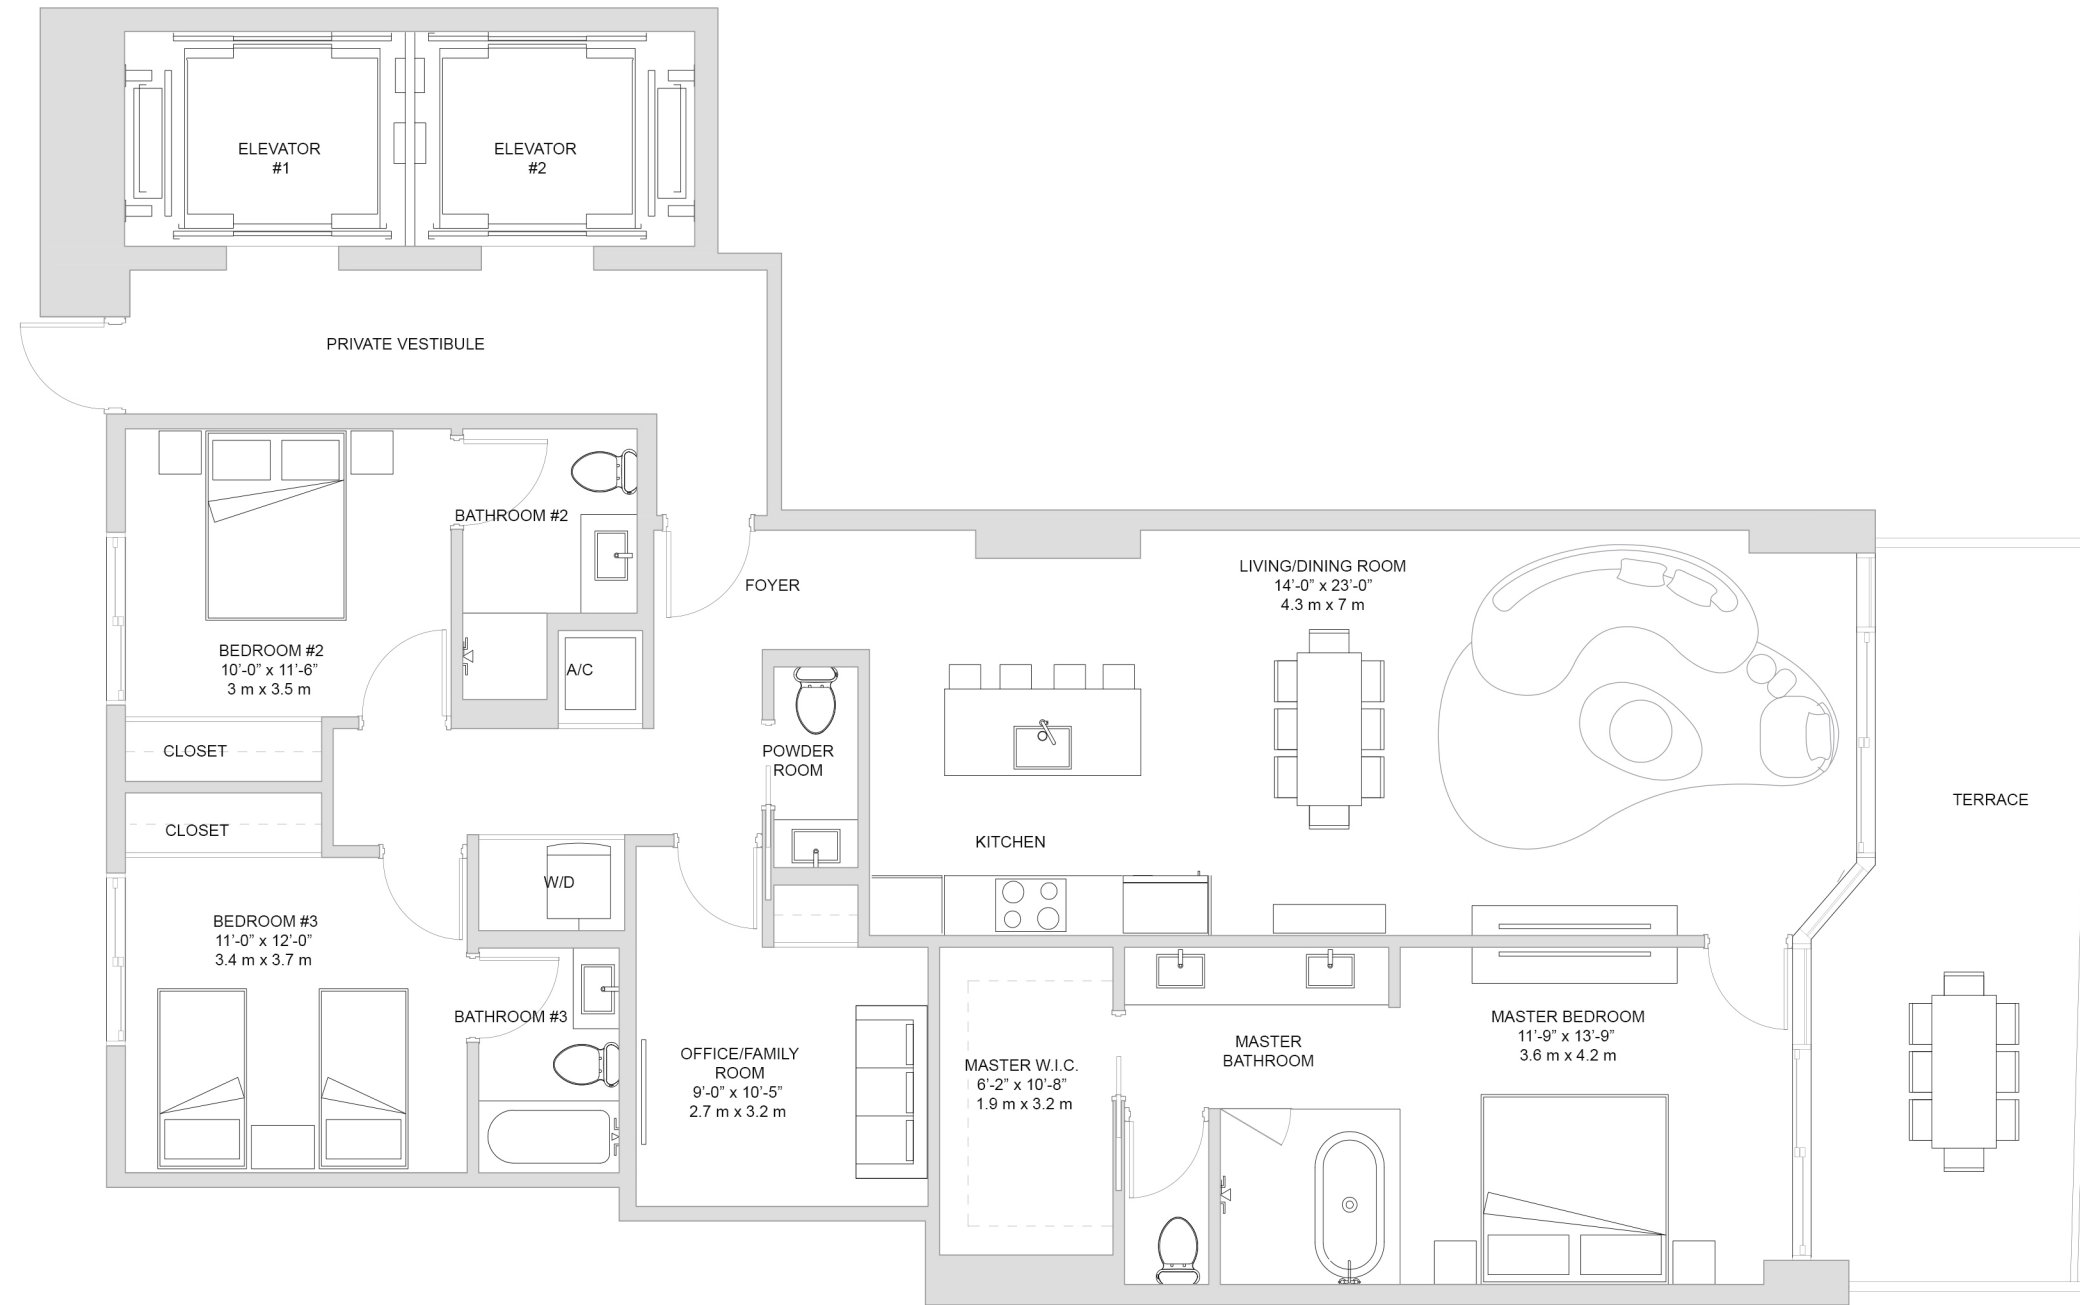 ELEVATOR
#1
ELEVATOR
#2
PRIVATE VESTIBULE
BATHROOM #2
FOYER
LIVING/DINING ROOM
14’-0” x 23’-0”
4.3 m x 7 m
BEDROOM #2
10’-0” x 11’-6”
3 m x 3.5 m
A/C
CLOSET
POWDER
ROOM
TERRACE
CLOSET
KITCHEN
W/D
BEDROOM #3
11’-0” x 12’-0”
3.4 m x 3.7 m
BATHROOM #3
OFFICE/FAMILY
ROOM
9’-0” x 10’-5”
2.7 m x 3.2 m
MASTER W.I.C.
6’-2” x 10’-8”
1.9 m x 3.2 m
MASTER
BATHROOM
MASTER BEDROOM
11’-9” x 13’-9”
3.6 m x 4.2 m